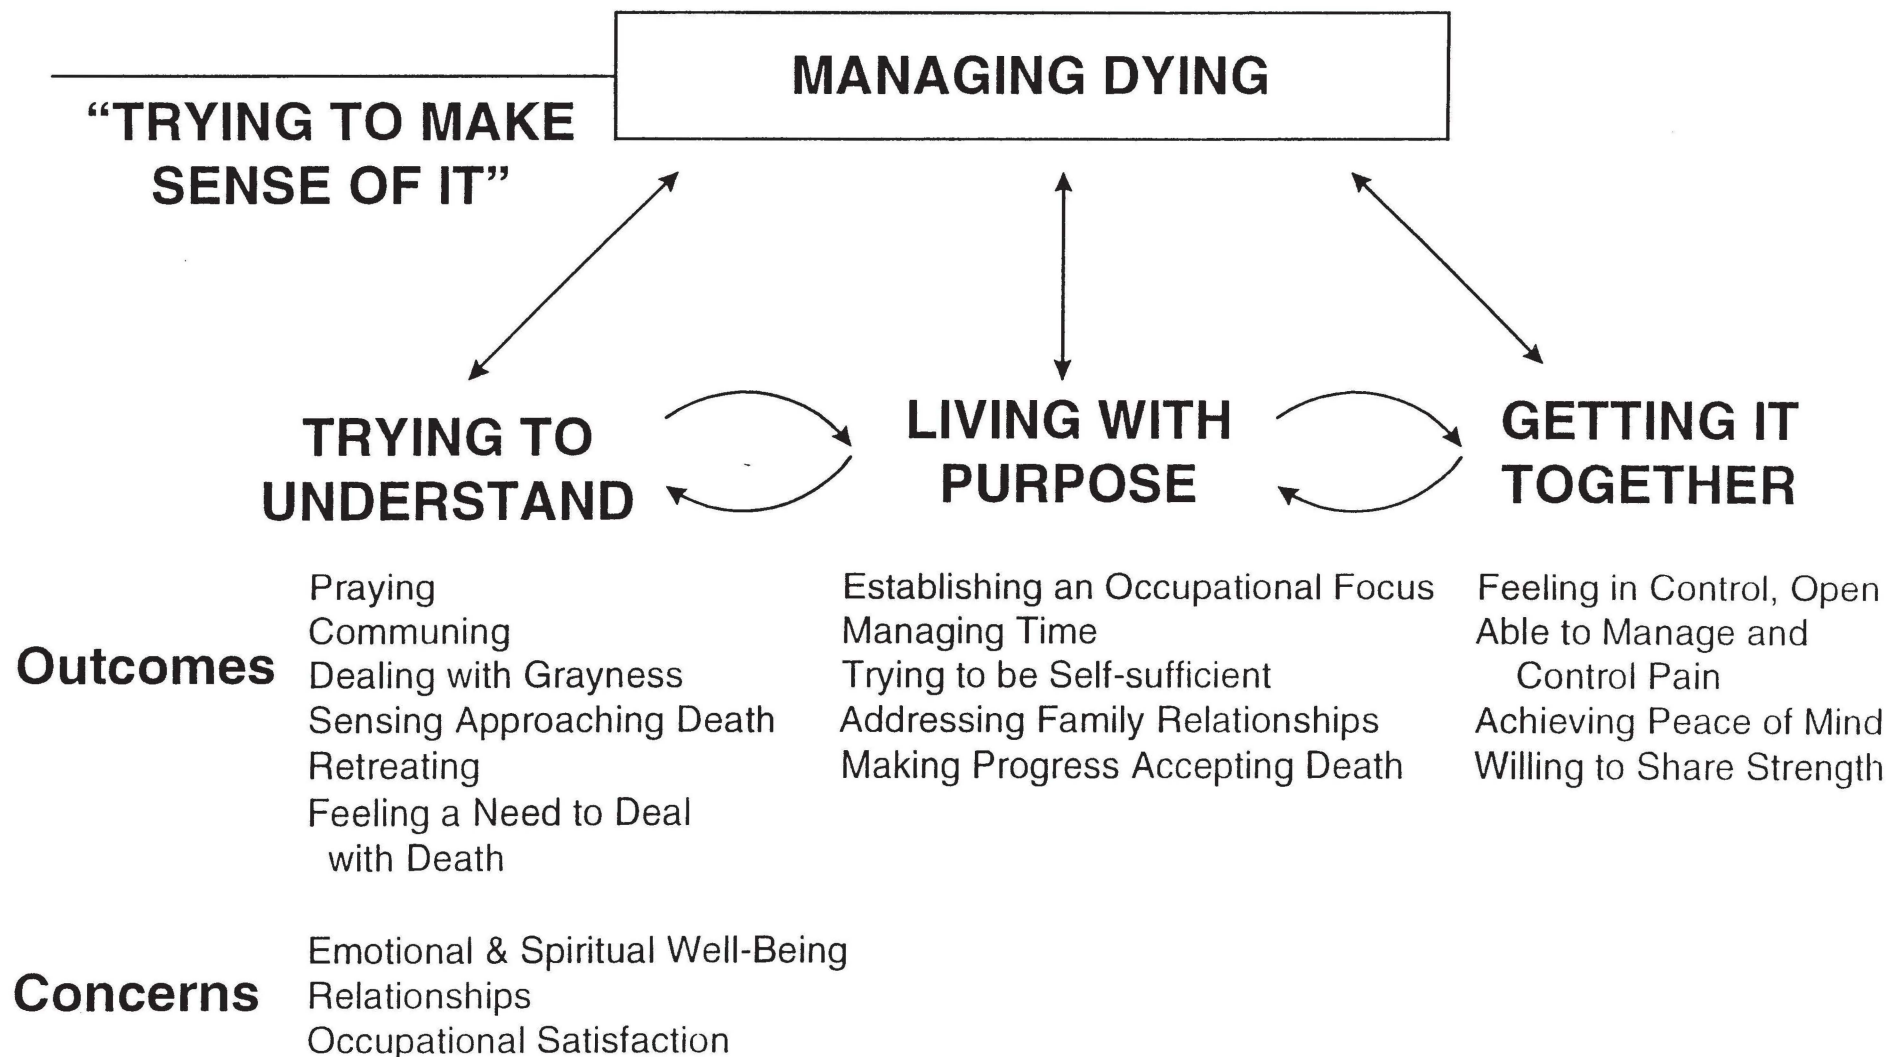 MANAGING DYING
“TRYING TO MAKE
SENSE OF IT”
TRYING TO
UNDERSTAND
LIVING WITH
PURPOSE
GETTING IT
TOGETHER
Outcomes
Praying
Communing
Dealing with Grayness
Sensing Approaching Death
Retreating
Feeling a Need to Deal
with Death
Establishing an Occupational Focus
Managing Time
Trying to be Self-sufficient
Addressing Family Relationships
Making Progress Accepting Death
Feeling in Control, Open
Able to Manage and
Control Pain
Achieving Peace of Mind
Willing to Share Strength
Concerns
Emotional & Spiritual Well-Being
Relationships
Occupational Satisfaction